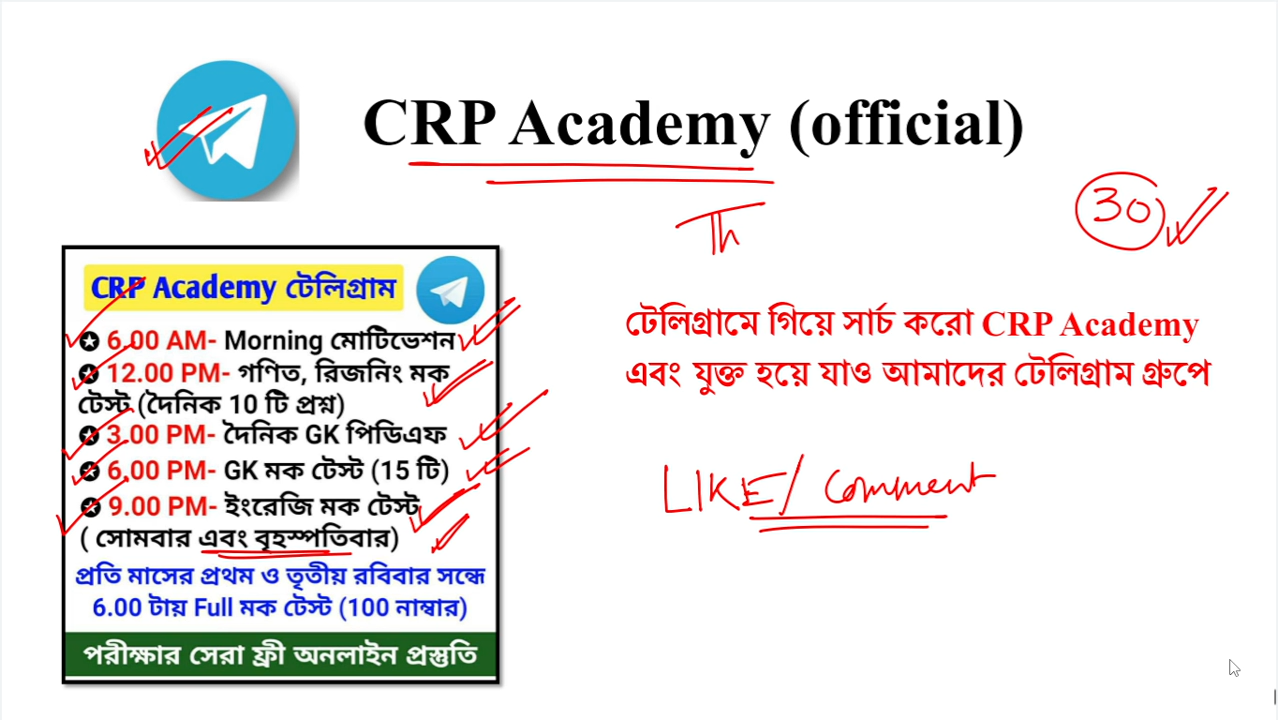 CRP Academy (official)
30
Th
CRP Academy টেলিগ্রাম
6.00 AM- Morning মোটিভেশন
12.00 PM- গণিত, রিজনিং মক
টেস্ট (দৈনিক 10 টি প্রশ্ন)
3.00 PM- দৈনিক GK পিডিএফ
6.00 PM- GK মক টেস্ট (15 টি)
9.00 PM- ইংরেজি মক টেস্ট
( সোমবার এবং বৃহস্পতিবার)
প্রতি মাসের প্রথম ও তৃতীয় রবিবার সন্ধে
6.00 টায় Full মক টেস্ট (100 নাম্বার)
পরীক্ষার সেরা ফ্রী অনলাইন প্রস্তুতি
টেলিগ্রামে গিয়ে সার্চ করো CRP Academy
এবং যুক্ত হয়ে যাও আমাদের টেলিগ্রাম গ্রুপে
LIKE/ Comment